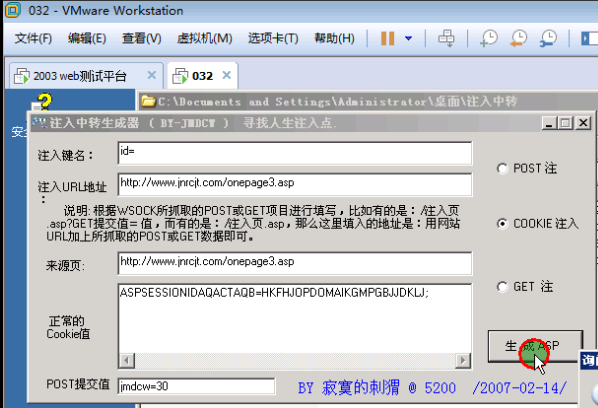 032 - VMware Workstation
文件(F) 编辑(E) 查看(V) 虚拟机(M) 选项卡(T) 帮助(H)
2003 web测试平台 × 032 ×
C:\Documents and Settings\Administrator\桌面\注入中转
安全
注入中转生成器 ( BY-JMDCW ) 寻找人生注入点.
注入键名: id=
POST 注
注入URL地址: http://www.jnrcjt.com/onepage3.asp
说明:根据WSOCK所抓取的POST或GET项目进行填写,比如有的是:/注入页
.asp?GET提交值=值,而有的是:/注入页.asp,那么这里填入的地址是:用网站
URL加上所抓取的POST或GET数据即可。
COOKIE 注入
来源页: http://www.jnrcjt.com/onepage3.asp
GET 注
正常的
Cookie值
ASPSESSIONIDAQACTAQB=HKFHJOPDOMAIKGMPGBJJDKLJ;
生成ASP
询问
POST提交值 jmdcw=30
BY 寂寞的刺猬 @ 5200 /2007-02-14/